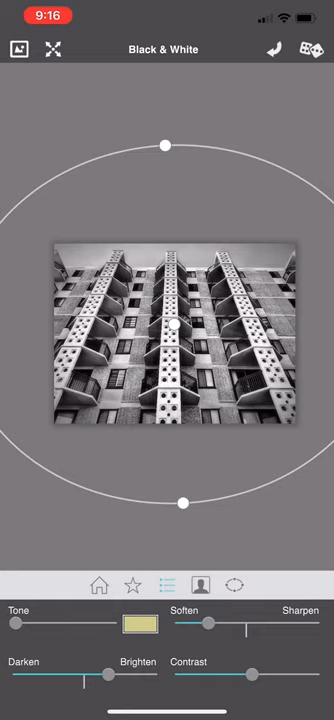 9:16
Black & White
Tone
Soften
Sharpen
Darken
Brighten
Contrast